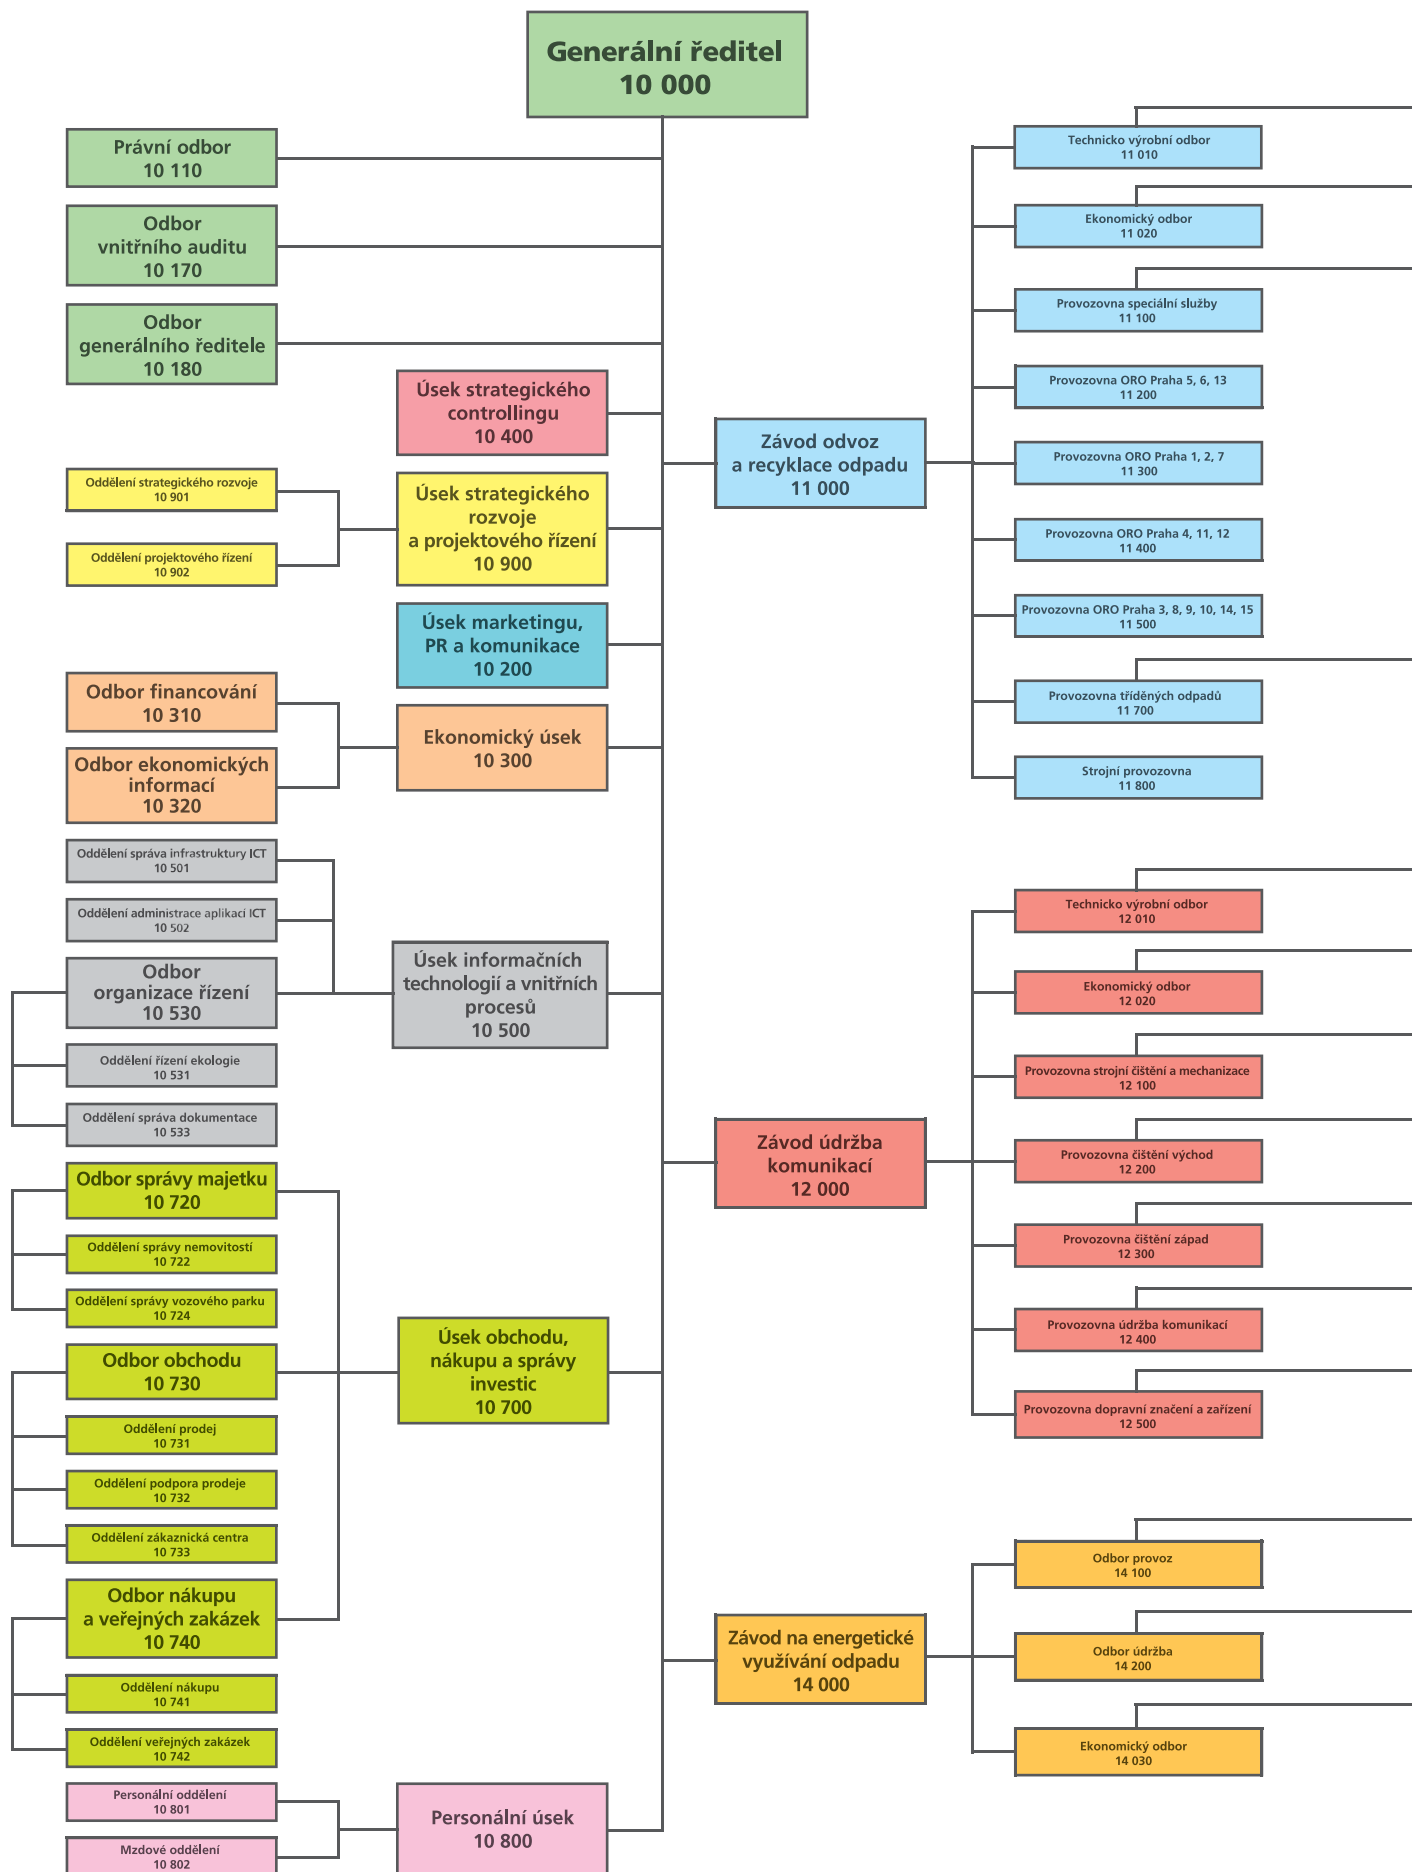 Generální ředitel
10 000
Právní odbor
10 110
Odbor
vnitřního auditu
10 170
Odbor
generálního ředitele
10 180
Úsek strategického
controllingu
10 400
Oddělení strategického rozvoje
10 901
Oddělení projektového řízení
10 902
Úsek strategického
rozvoje
a projektového řízení
10 900
Úsek marketingu,
PR a komunikace
10 200
Odbor financování
10 310
Odbor ekonomických
informací
10 320
Ekonomický úsek
10 300
Oddělení správa infrastruktury ICT
10 501
Oddělení administrace aplikací ICT
10 502
Odbor
organizace řízení
10 530
Oddělení řízení ekologie
10 531
Oddělení správa dokumentace
10 533
Úsek informačních
technologií a vnitřních
procesů
10 500
Odbor správy majetku
10 720
Oddělení správy nemovitostí
10 722
Oddělení správy vozového parku
10 724
Odbor obchodu
10 730
Oddělení prodej
10 731
Oddělení podpora prodeje
10 732
Oddělení zákaznická centra
10 733
Odbor nákupu
a veřejných zakázek
10 740
Oddělení nákupu
10 741
Oddělení veřejných zakázek
10 742
Úsek obchodu,
nákupu a správy
investic
10 700
Personální oddělení
10 801
Mzdové oddělení
10 802
Personální úsek
10 800
Závod odvoz
a recyklace odpadu
11 000
Technicko výrobní odbor
11 010
Ekonomický odbor
11 020
Provozovna speciální služby
11 100
Provozovna ORO Praha 5, 6, 13
11 200
Provozovna ORO Praha 1, 2, 7
11 300
Provozovna ORO Praha 4, 11, 12
11 400
Provozovna ORO Praha 3, 8, 9, 10, 14, 15
11 500
Provozovna tříděných odpadů
11 700
Strojní provozovna
11 800
Závod údržba
komunikací
12 000
Technicko výrobní odbor
12 010
Ekonomický odbor
12 020
Provozovna strojní čištění a mechanizace
12 100
Provozovna čištění východ
12 200
Provozovna čištění západ
12 300
Provozovna údržba komunikací
12 400
Provozovna dopravní značení a zařízení
12 500
Závod na energetické
využívání odpadu
14 000
Odbor provoz
14 100
Odbor údržba
14 200
Ekonomický odbor
14 030